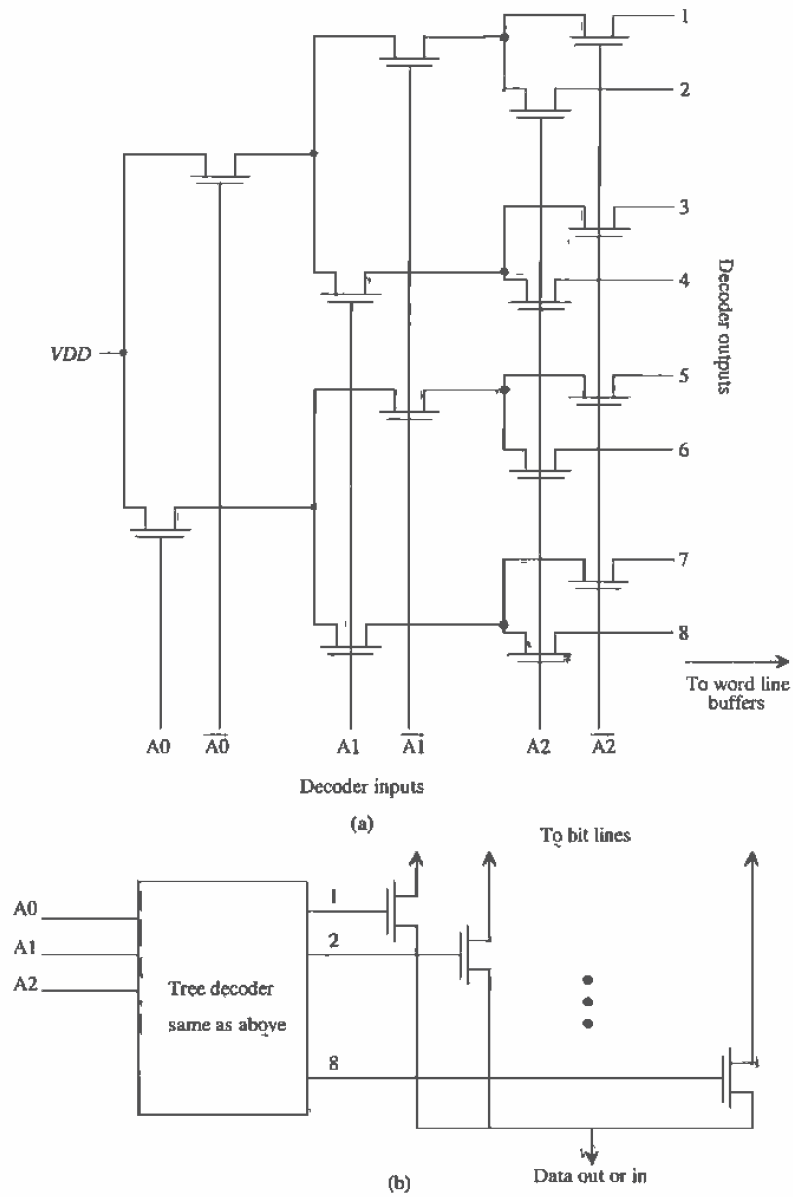 1
2
3
4
VDD
Decoder outputs
5
6
7
8
To word line
buffers
A0 A̅0̅ A1 A̅1̅ A2 A̅2̅
Decoder inputs
(a)
To bit lines
A0
A1
A2
1
2
Tree decoder
same as above
8
Data out or in
(b)